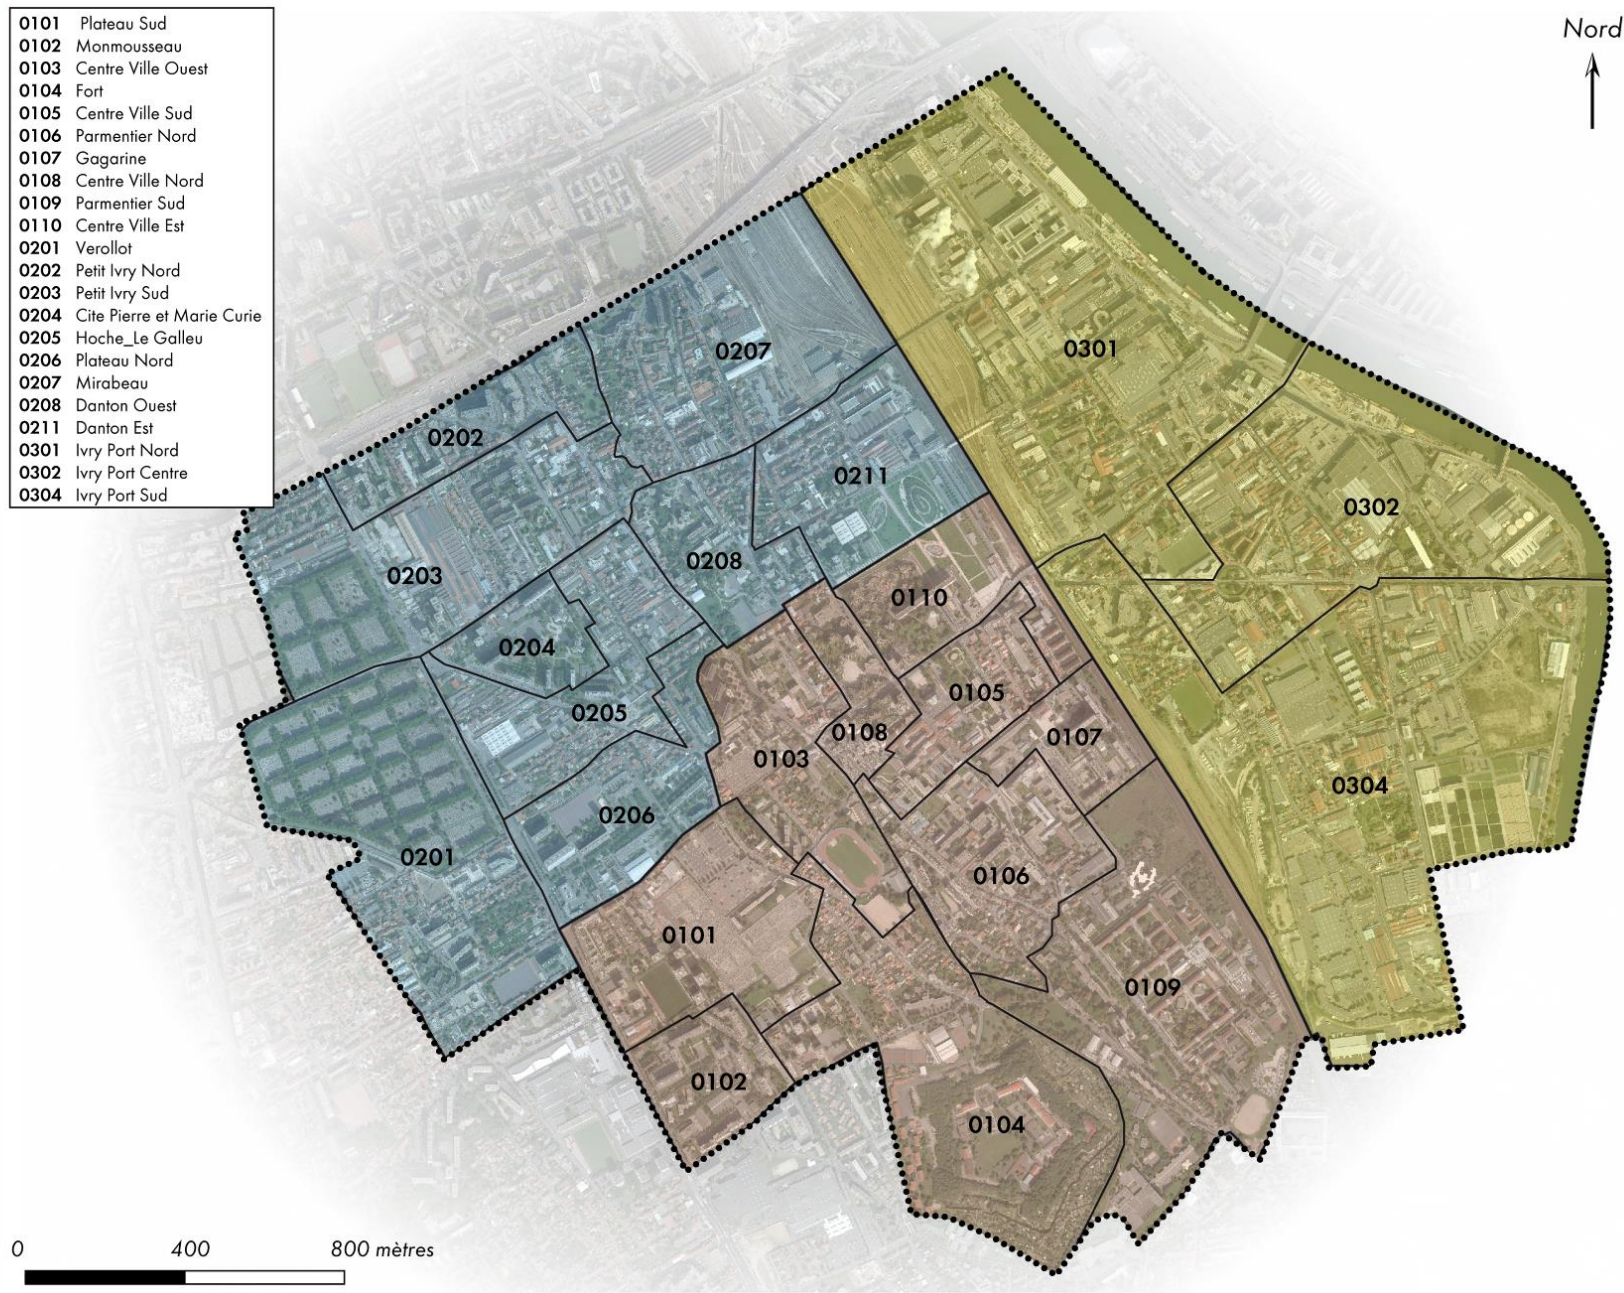 0101 Plateau Sud
0102 Monmousseau
0103 Centre Ville Ouest
0104 Fort
0105 Centre Ville Sud
0106 Parmentier Nord
0107 Gagarine
0108 Centre Ville Nord
0109 Parmentier Sud
0110 Centre Ville Est
0201 Verollot
0202 Petit Ivry Nord
0203 Petit Ivry Sud
0204 Cite Pierre et Marie Curie
0205 Hoche_Le Galleu
0206 Plateau Nord
0207 Mirabeau
0208 Danton Ouest
0211 Danton Est
0301 Ivry Port Nord
0302 Ivry Port Centre
0304 Ivry Port Sud
Nord
0207
0301
0202
0211
0302
0208
0203
0110
0204
0105
0205
0108
0107
0103
0304
0206
0201
0106
0101
0109
0102
0104
0 400 800 mètres